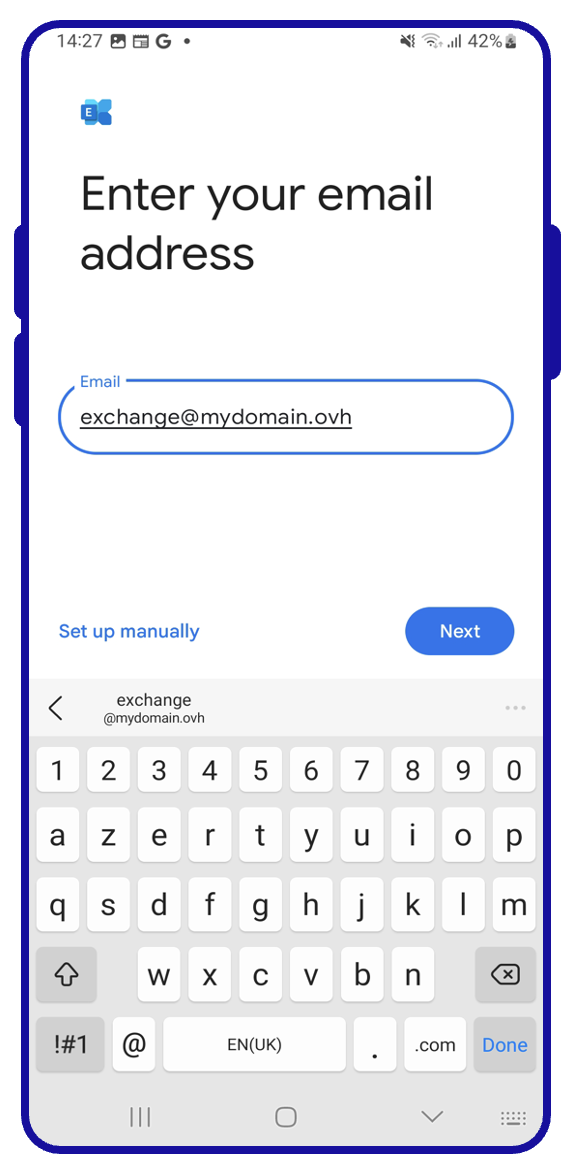 14:27 G 42%
E
Enter your email
address
Email
exchange@mydomain.ovh
Set up manually
Next
exchange
@mydomain.ovh
1 2 3 4 5 6 7 8 9 0
a z e r t y u i o p
q s d f g h j k l m
w x c v b n
!#1 @ EN(UK) . .com Done